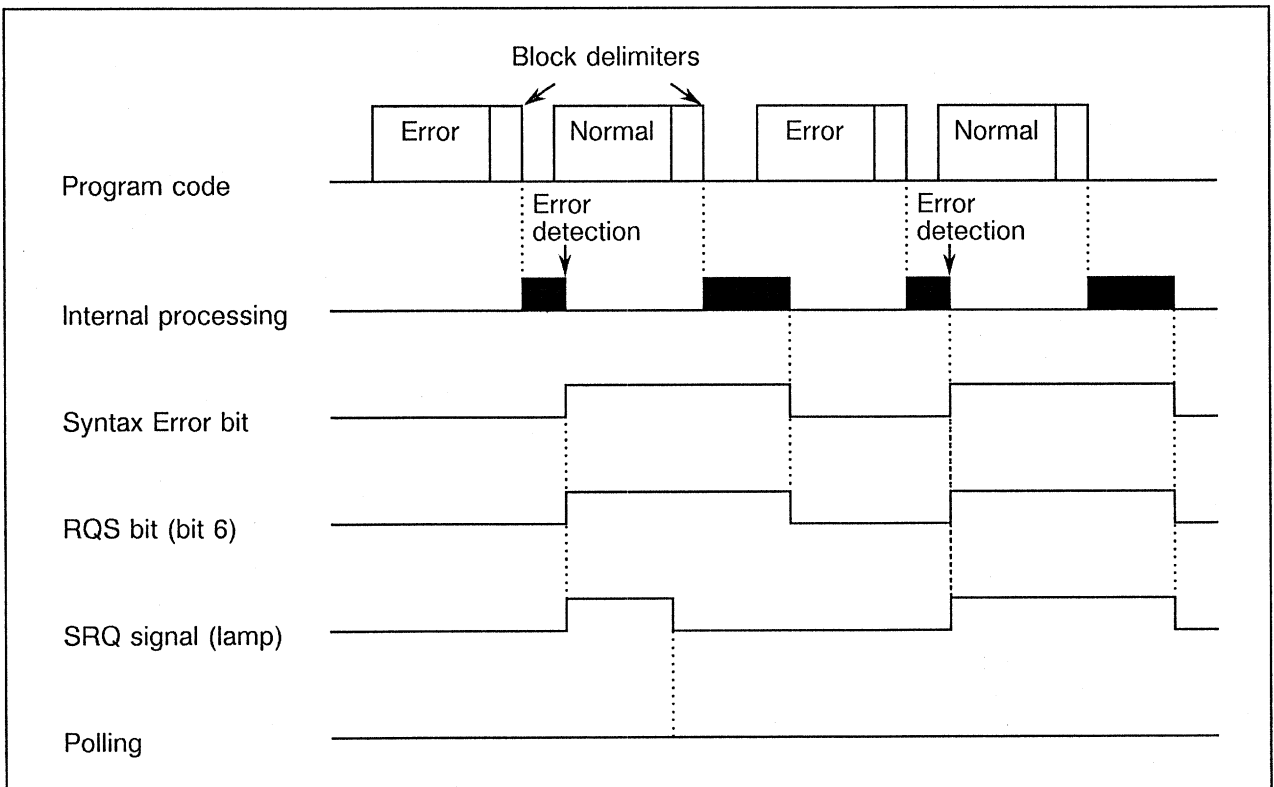 Block delimiters
Error
Normal
Error
Normal
Program code
Error
detection
Error
detection
Internal processing
Syntax Error bit
RQS bit (bit 6)
SRQ signal (lamp)
Polling